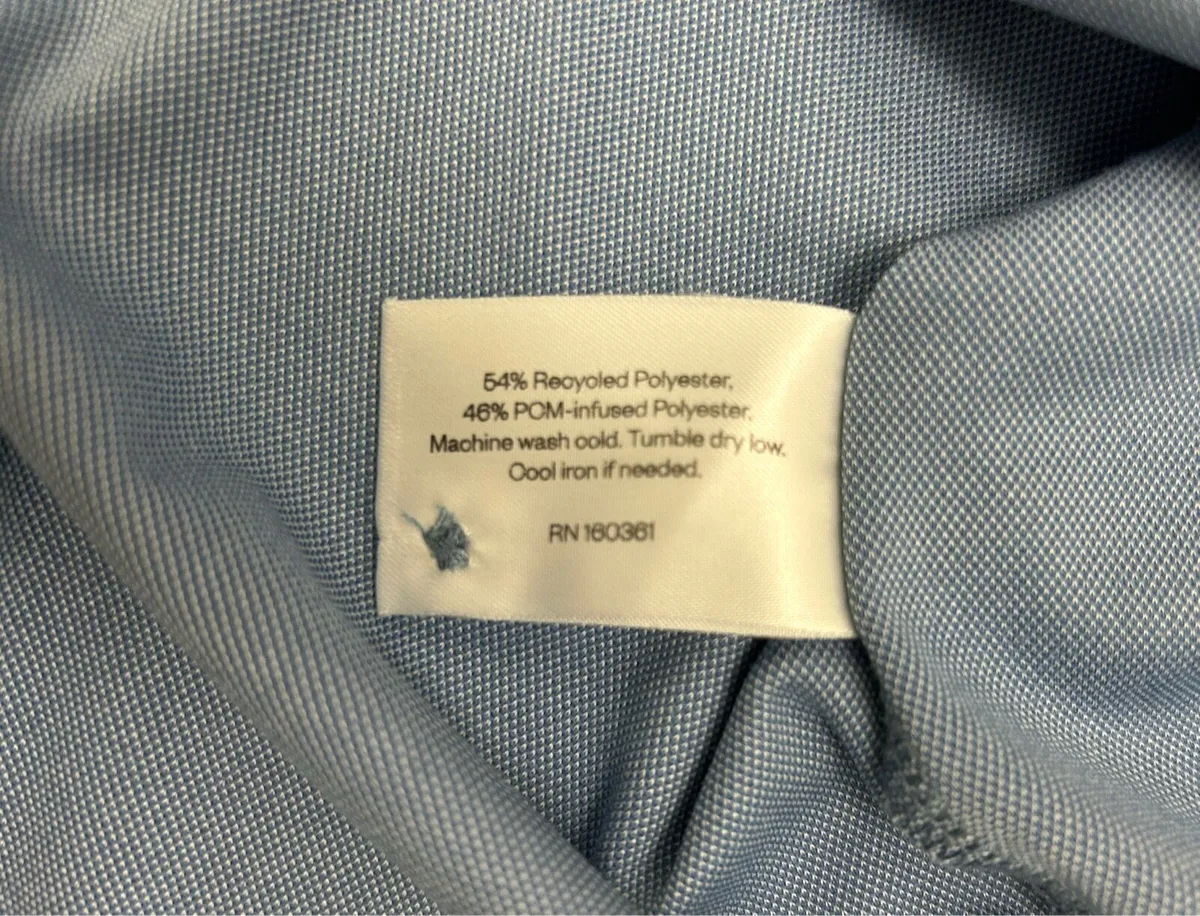 54% Recycled Polyester,
46% PCM-infused Polyester.
Machine wash cold. Tumble dry low.
Cool iron if needed.
RN 160361